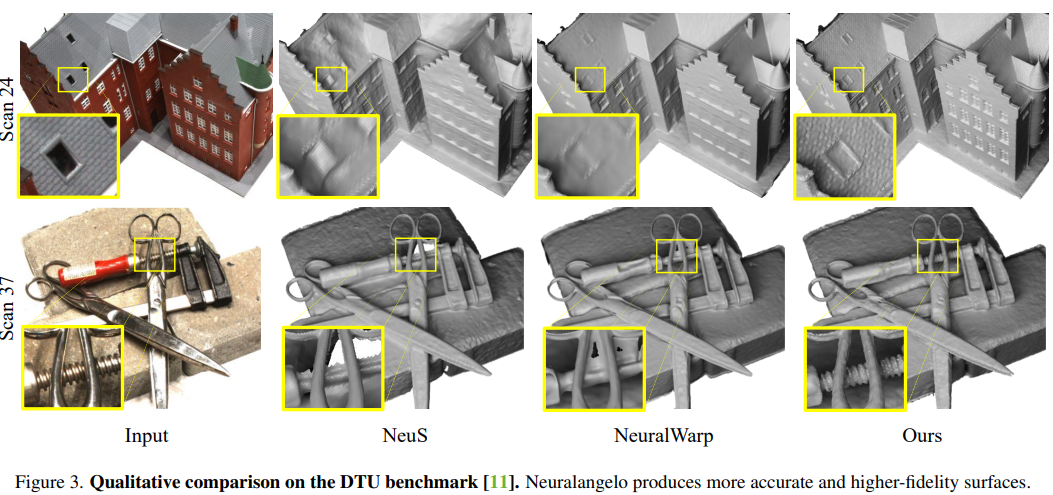 Scan 24
Scan 37
Input NeuS NeuralWarp Ours
Figure 3. Qualitative comparison on the DTU benchmark [11]. Neuralangelo produces more accurate and higher-fidelity surfaces.